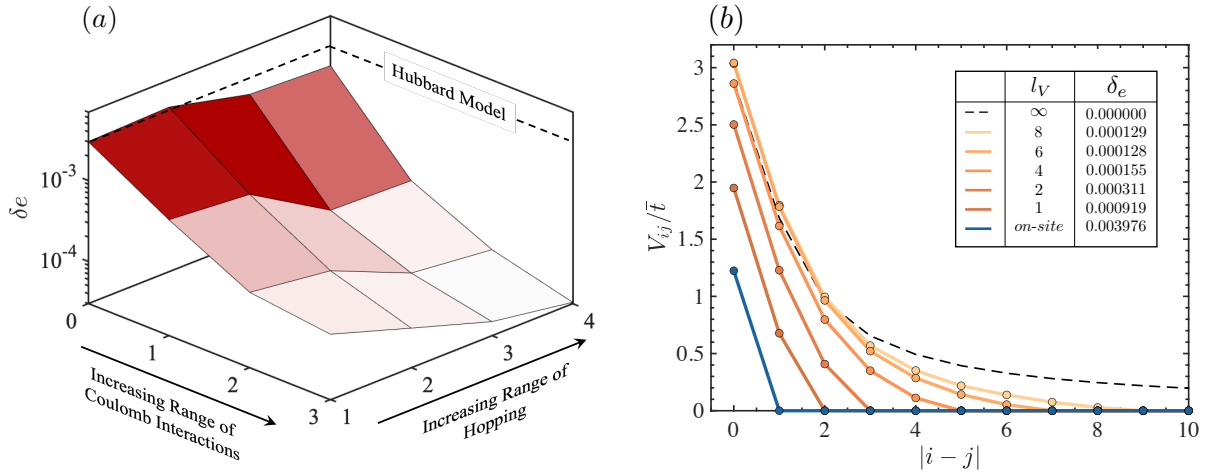 (a)
Hubbard Model
δe
10⁻³
10⁻⁴
0
1
2
3
1
2
3
4
Increasing Range of
Coulomb Interactions
Increasing Range of
Hopping
(b)
V_{ij}/t̄
3
2.5
2
1.5
1
0.5
0
0 2 4 6 8 10
|i − j|
l_V δ_e
∞ 0.000000
8 0.000129
6 0.000128
4 0.000155
2 0.000311
1 0.000919
on-site 0.003976